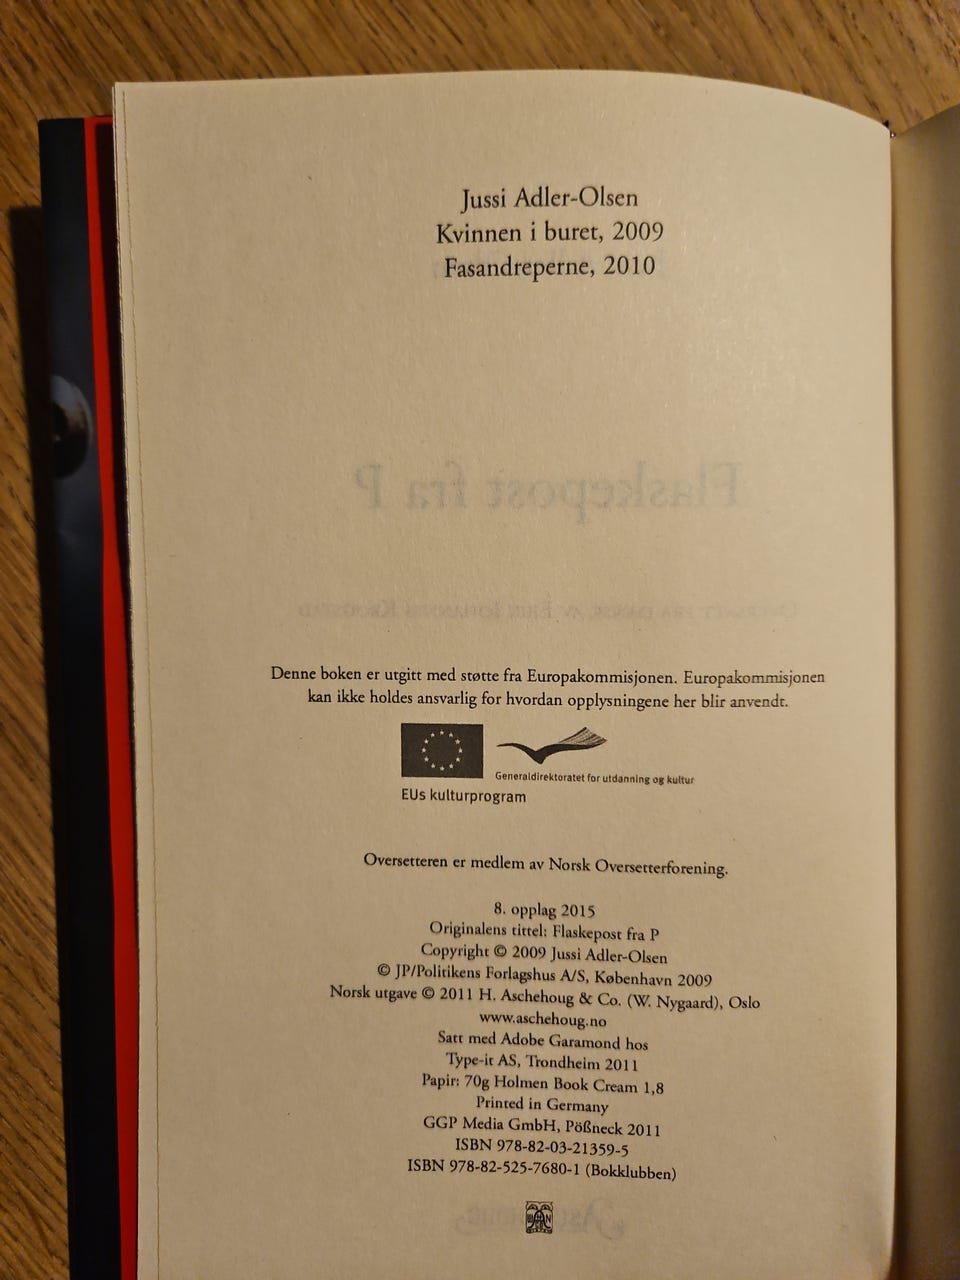 Jussi Adler-Olsen
Kvinnen i buret, 2009
Fasandreperne, 2010
Flaskepost fra P
Denne boken er utgitt med støtte fra Europakommisjonen. Europakommisjonen
kan ikke holdes ansvarlig for hvordan opplysningene her blir anvendt.
Generaldirektoratet for utdanning og kultur
EUs kulturprogram
Oversetteren er medlem av Norsk Oversetterforening.
8. opplag 2015
Originalens tittel: Flaskepost fra P
Copyright © 2009 Jussi Adler-Olsen
© JP/Politikens Forlagshus A/S, København 2009
Norsk utgave © 2011 H. Aschehoug & Co. (W. Nygaard), Oslo
www.aschehoug.no
Satt med Adobe Garamond hos
Type-it AS, Trondheim 2011
Papir: 70g Holmen Book Cream 1,8
Printed in Germany
GGP Media GmbH, Pößneck 2011
ISBN 978-82-03-21359-5
ISBN 978-82-525-7680-1 (Bokklubben)